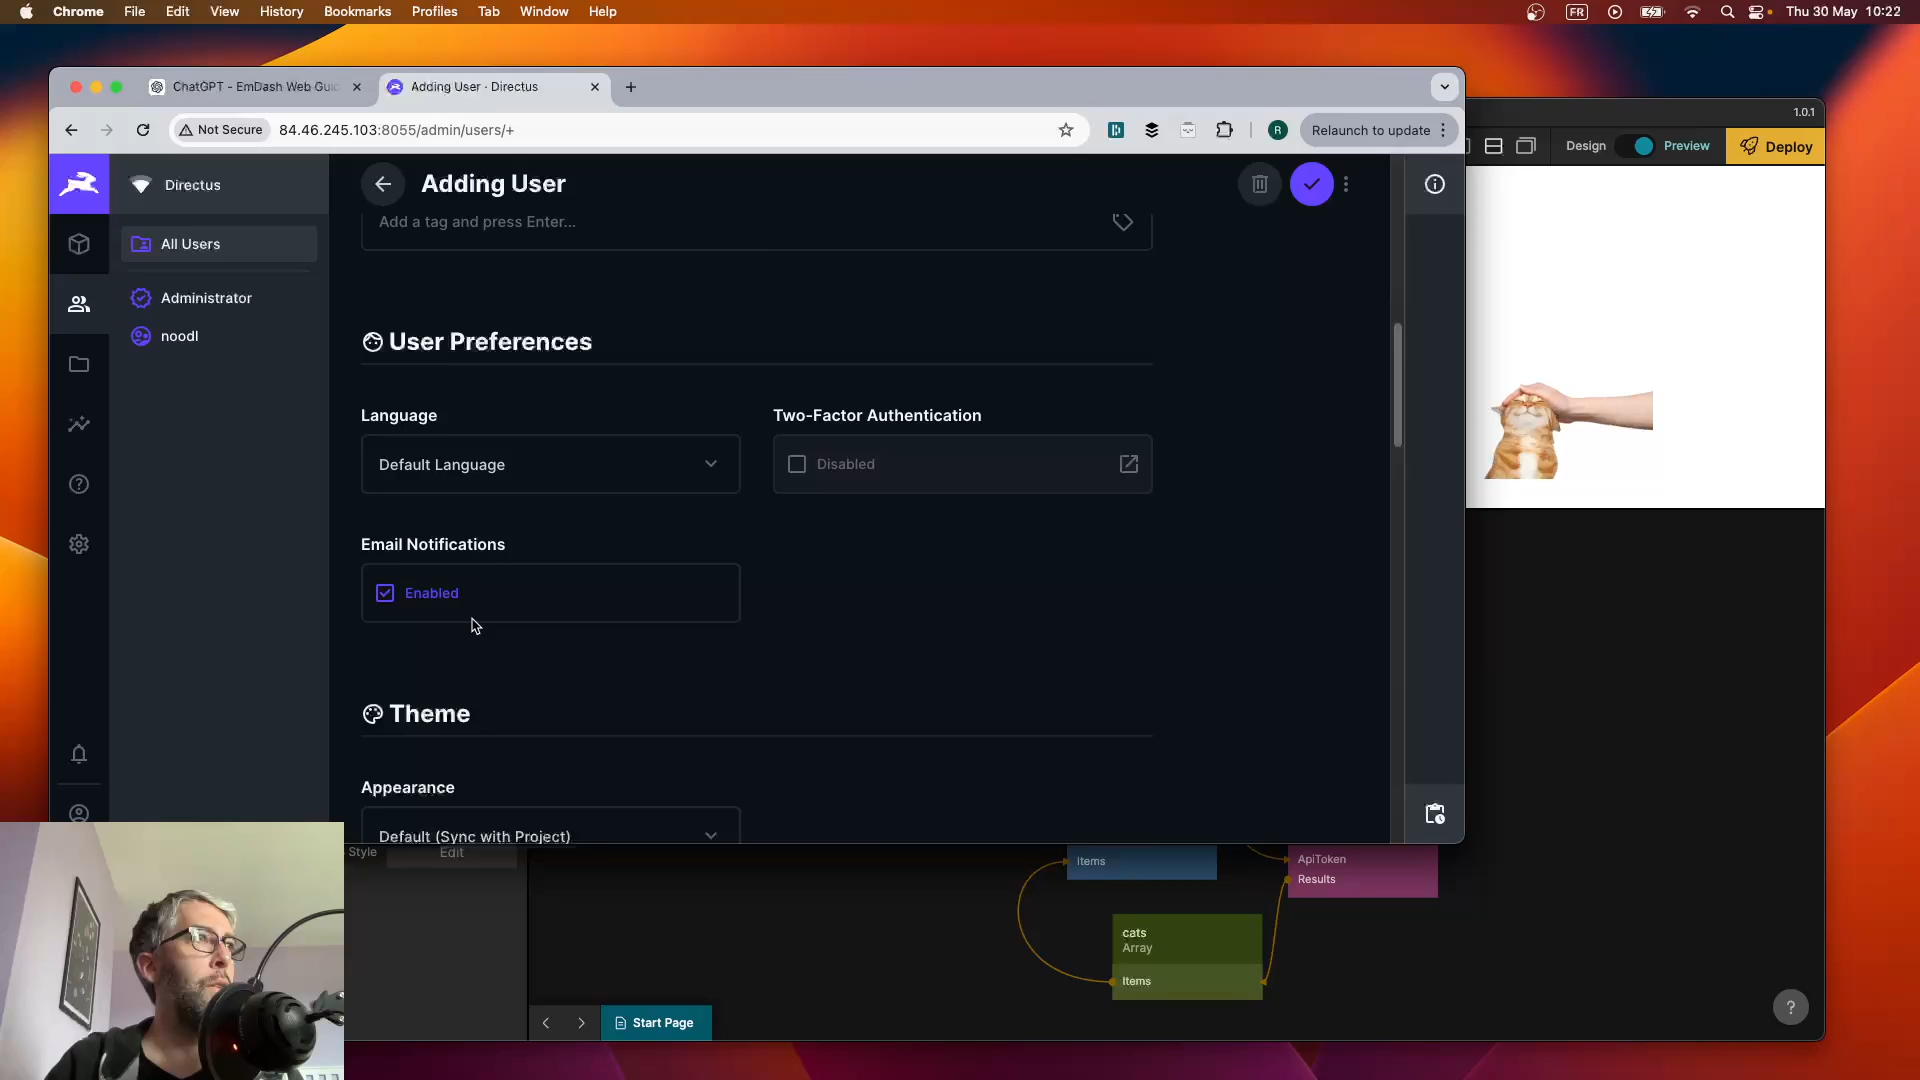 Chrome File Edit View History Bookmarks Profiles Tab Window Help FR Thu 30 May 10:22
ChatGPT - EmDash Web Guid Adding User · Directus
Not Secure 84.46.245.103:8055/admin/users/+ R Relaunch to update
1.0.1
Design Preview Deploy
Directus
Adding User
Add a tag and press Enter...
All Users
Administrator
noodl
User Preferences
Language Two-Factor Authentication
Default Language Disabled
Email Notifications
Enabled
Theme
Appearance
Default (Sync with Project)
Style Edit
Items
ApiToken
Results
cats
Array
Items
Start Page
?